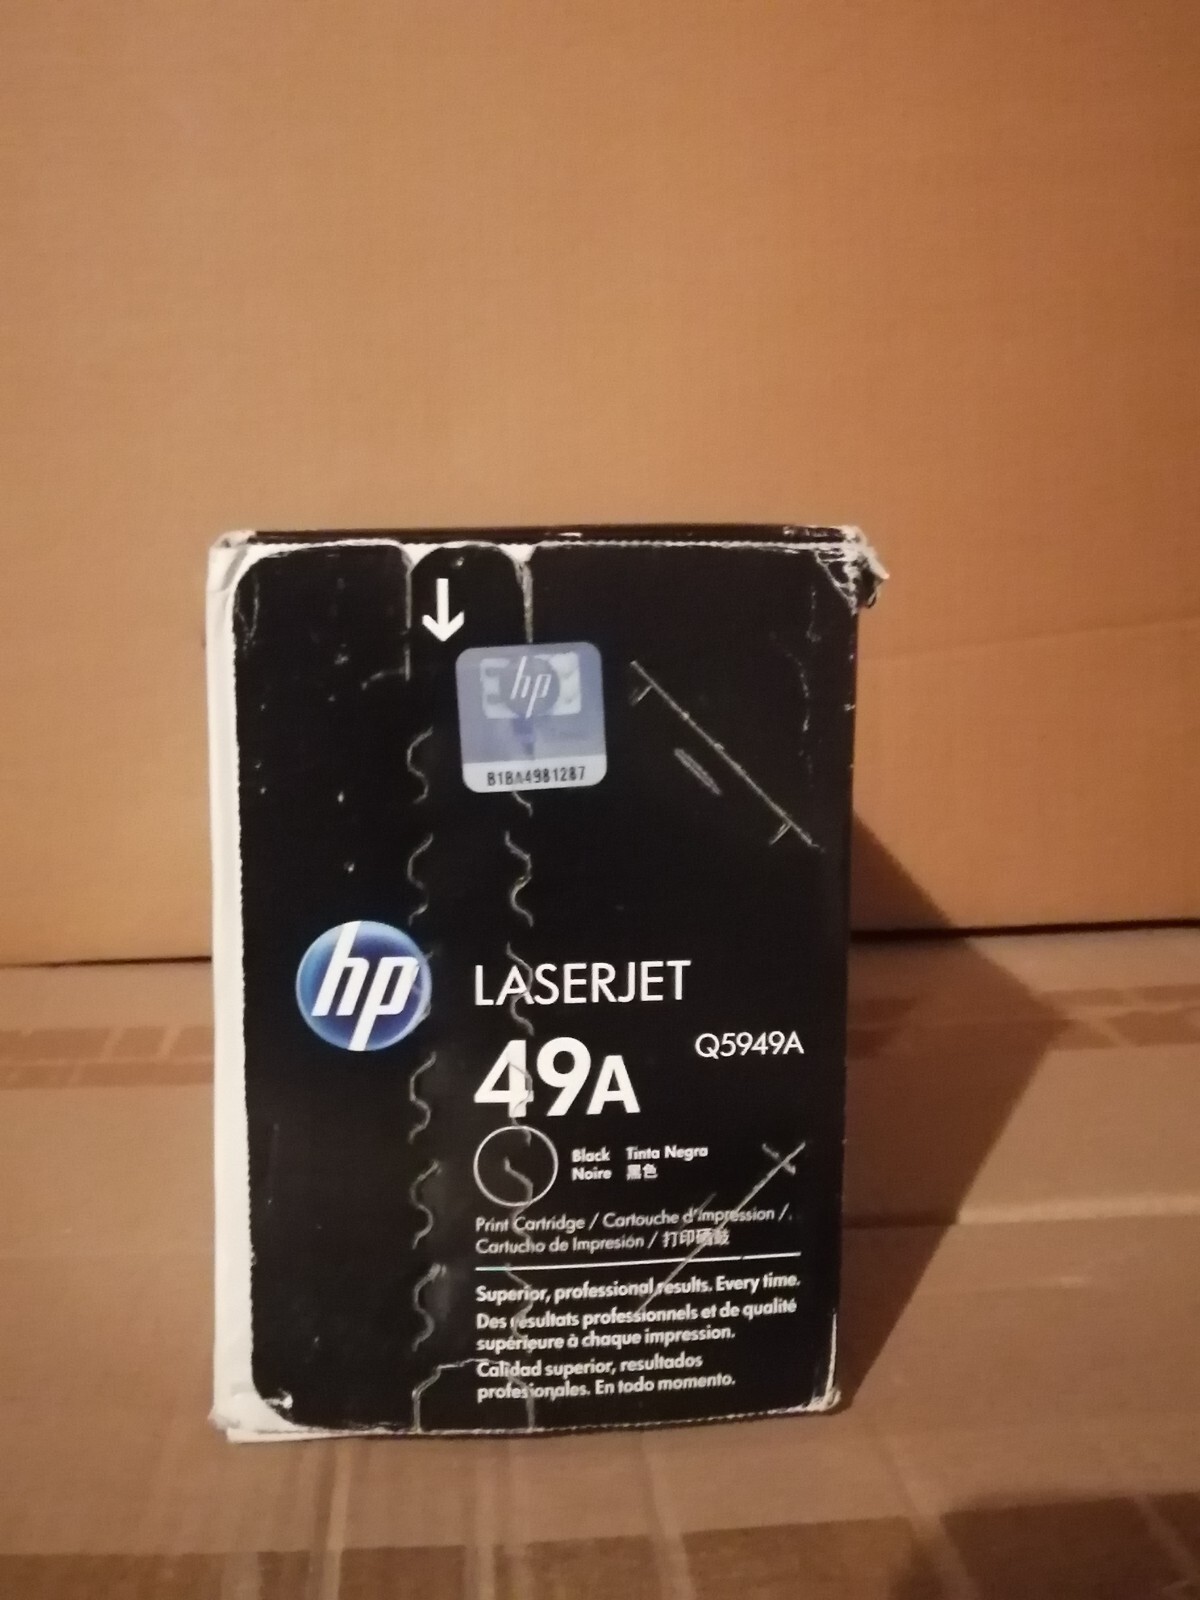 hp
B1BA4981287
hp
LASERJET
49A
Q5949A
Black Tinta Negra
Noire 黑色
Print Cartridge / Cartouche d'impression /
Cartucho de Impresión / 打印硒鼓
Superior, professional results. Every time.
Des résultats professionnels et de qualité
supérieure à chaque impression.
Calidad superior, resultados
profesionales. En todo momento.